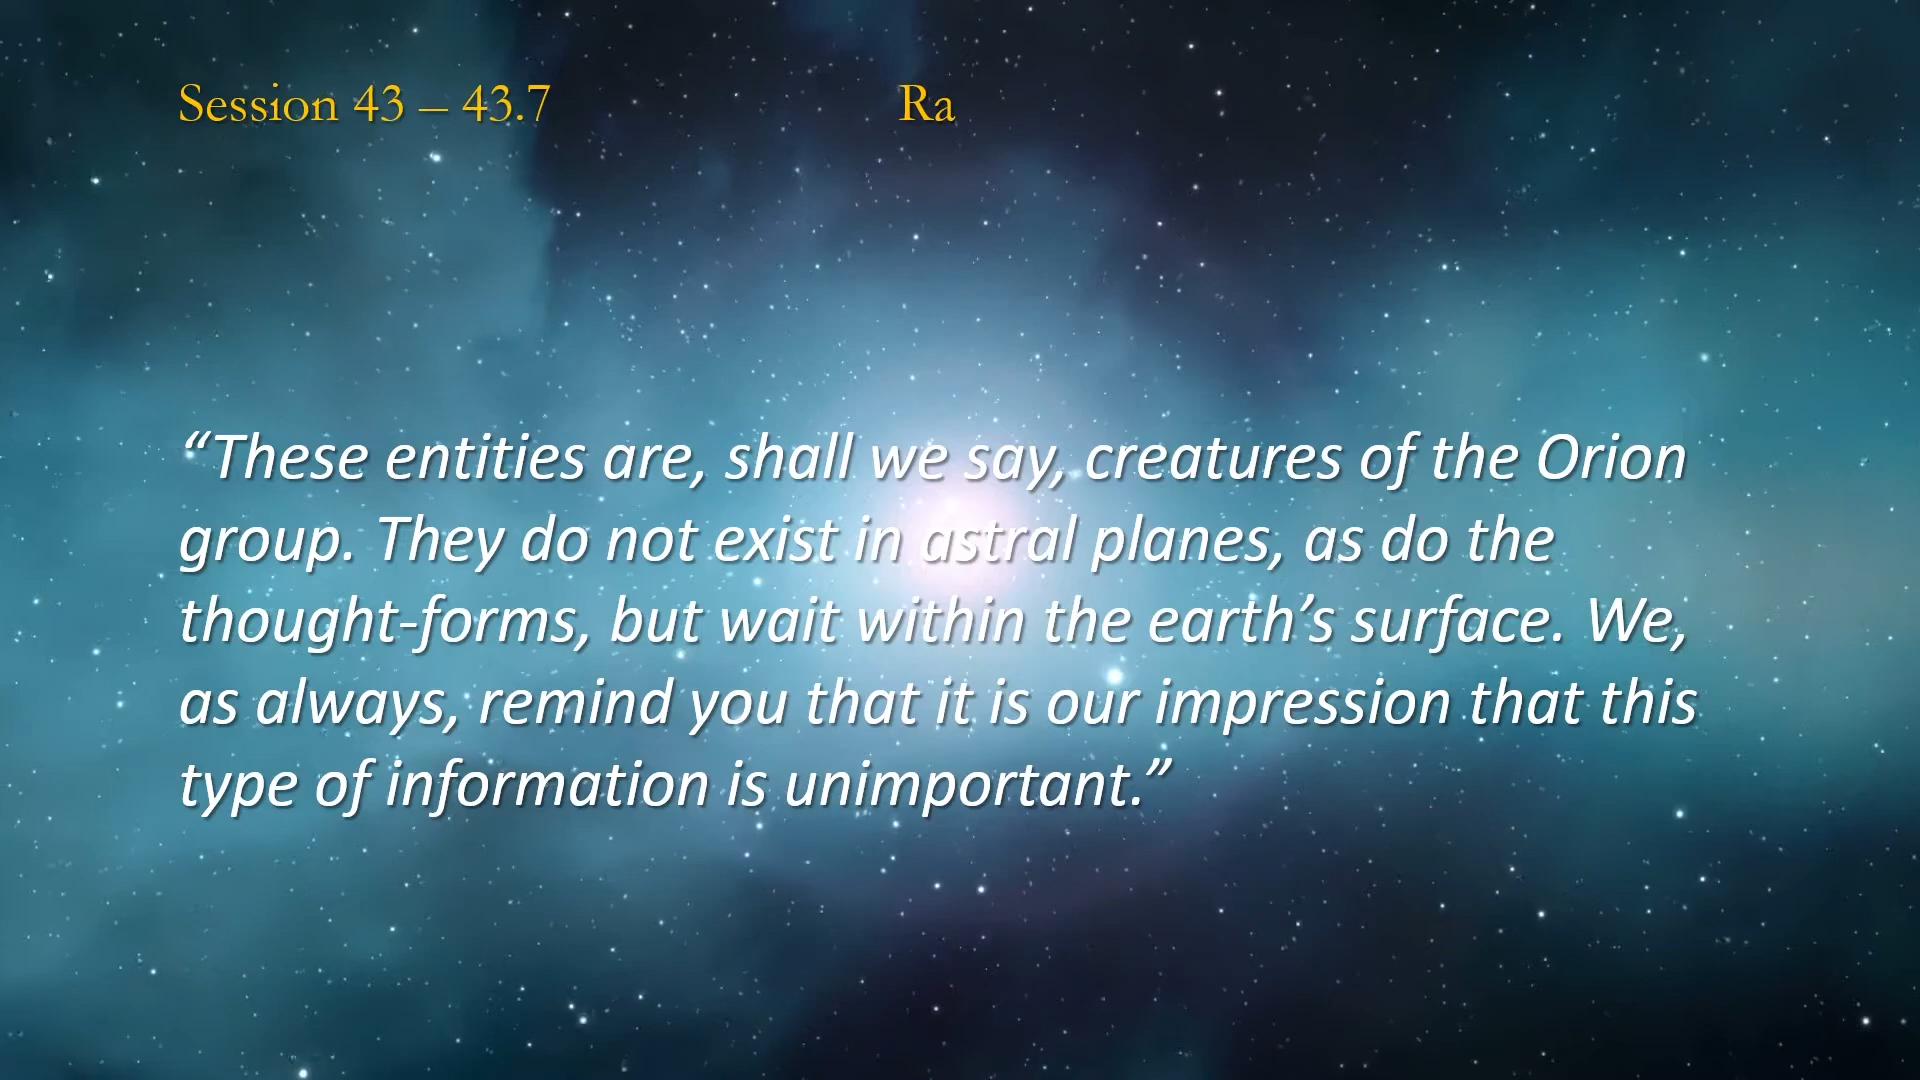 Session 43 – 43.7 Ra
“These entities are, shall we say, creatures of the Orion
group. They do not exist in astral planes, as do the
thought-forms, but wait within the earth’s surface. We,
as always, remind you that it is our impression that this
type of information is unimportant.”